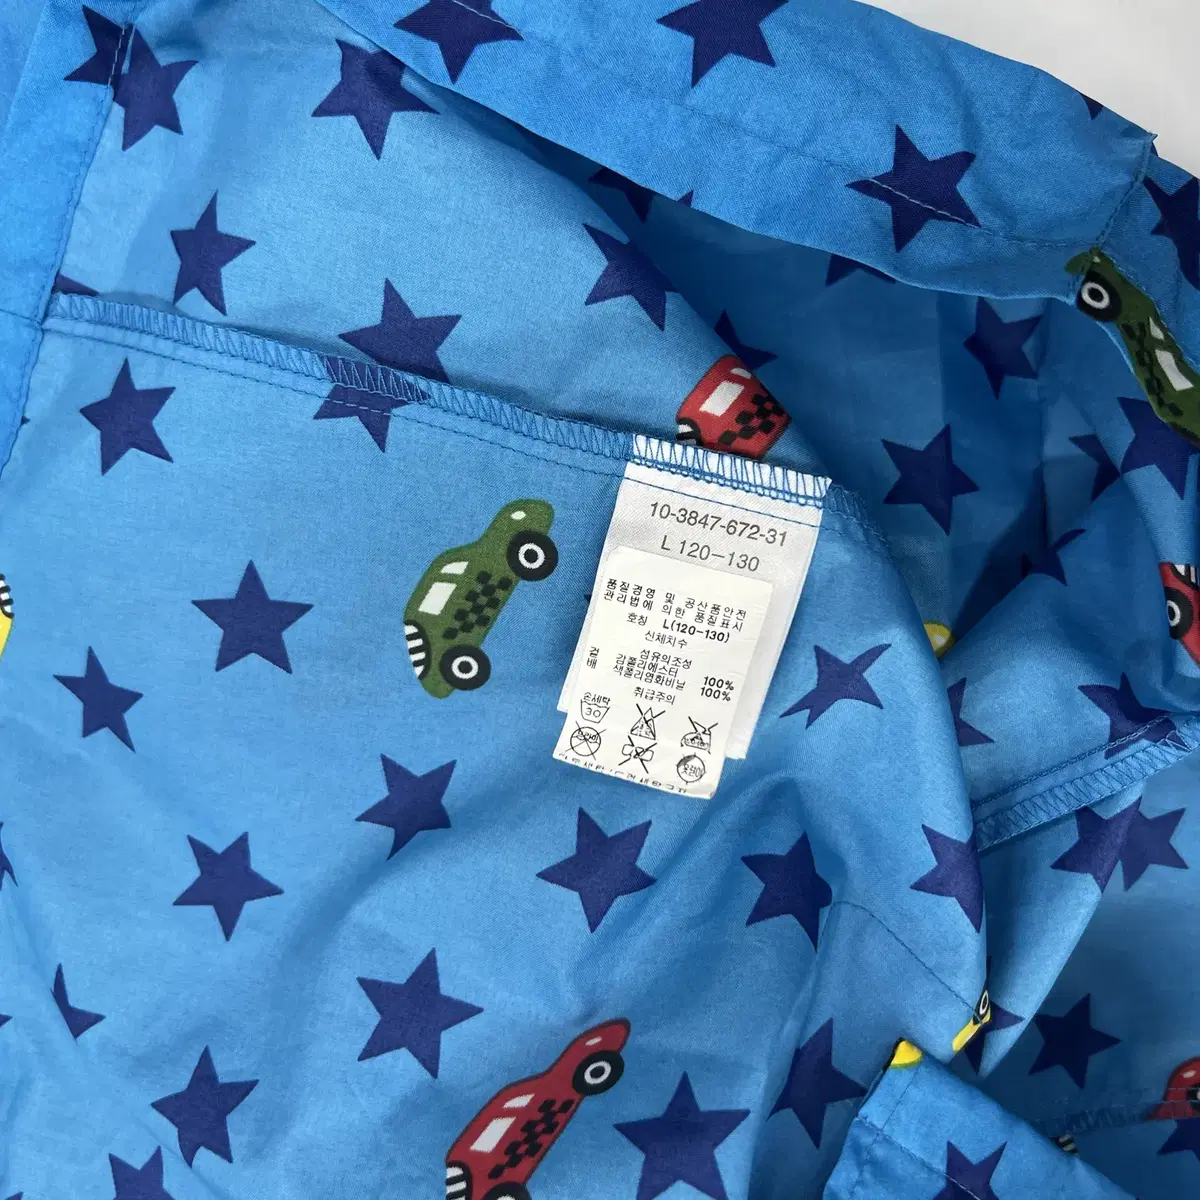 10-3847-672-31
L 120-130
품질경영 및 공산품안전
관리법에 의한 품질표시
호칭 L(120-130)
신체치수
섬유의조성
겉 감폴리에스터 100%
배 색폴리염화비닐 100%
취급주의
손세탁
30